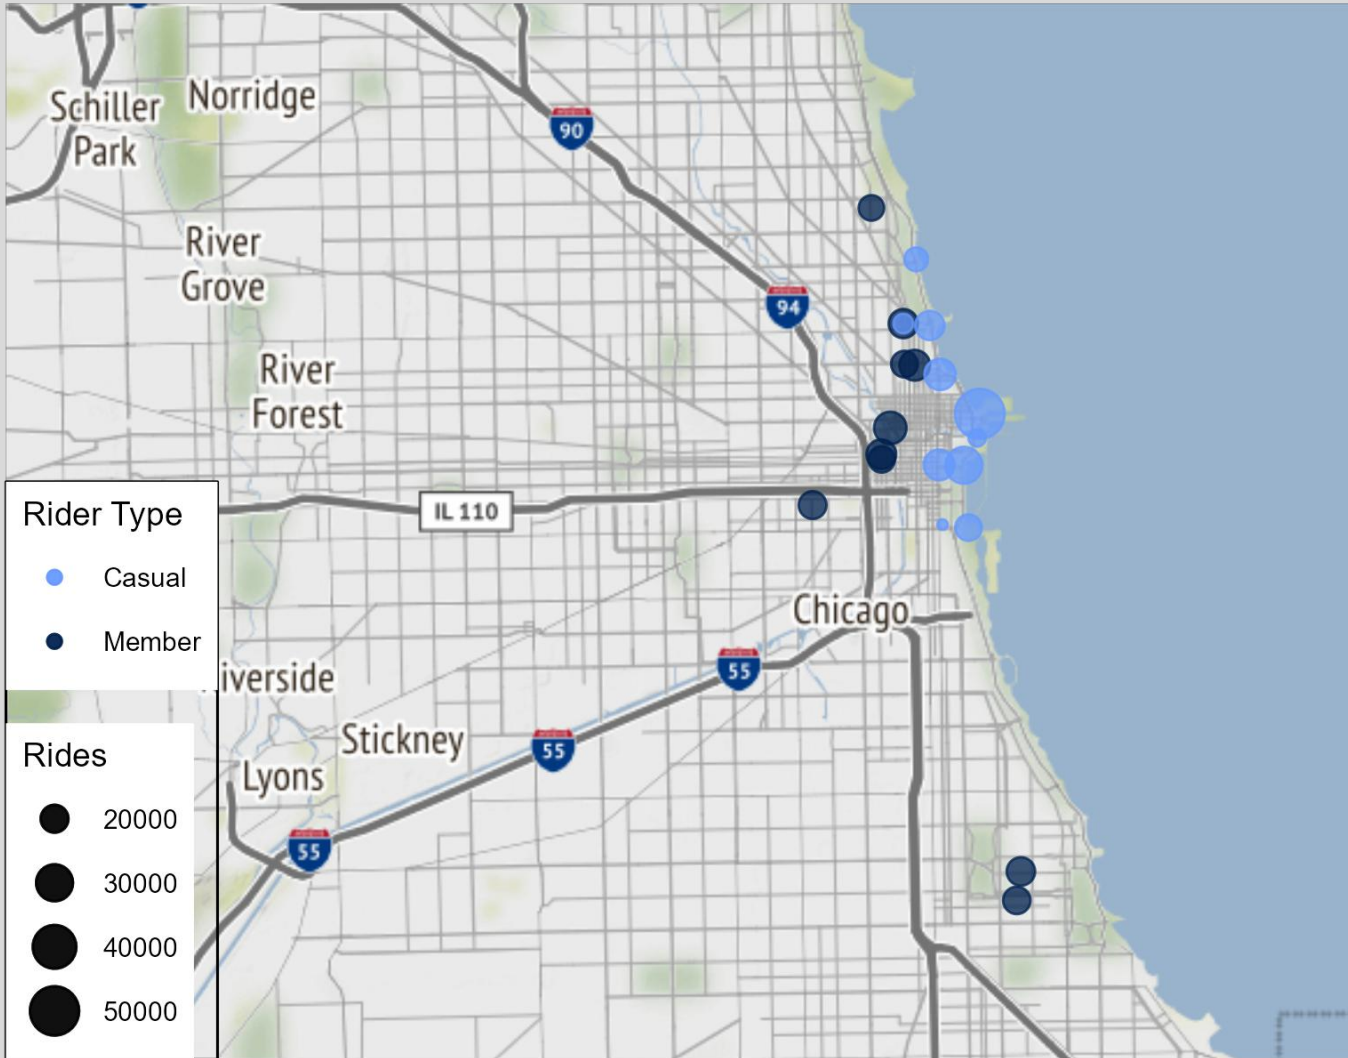 Norridge
Schiller
Park
90
River
Grove
94
River
Forest
IL 110
Rider Type
Casual
Member
Chicago
55
iverside
Stickney
55
Lyons
55
Rides
20000
30000
40000
50000